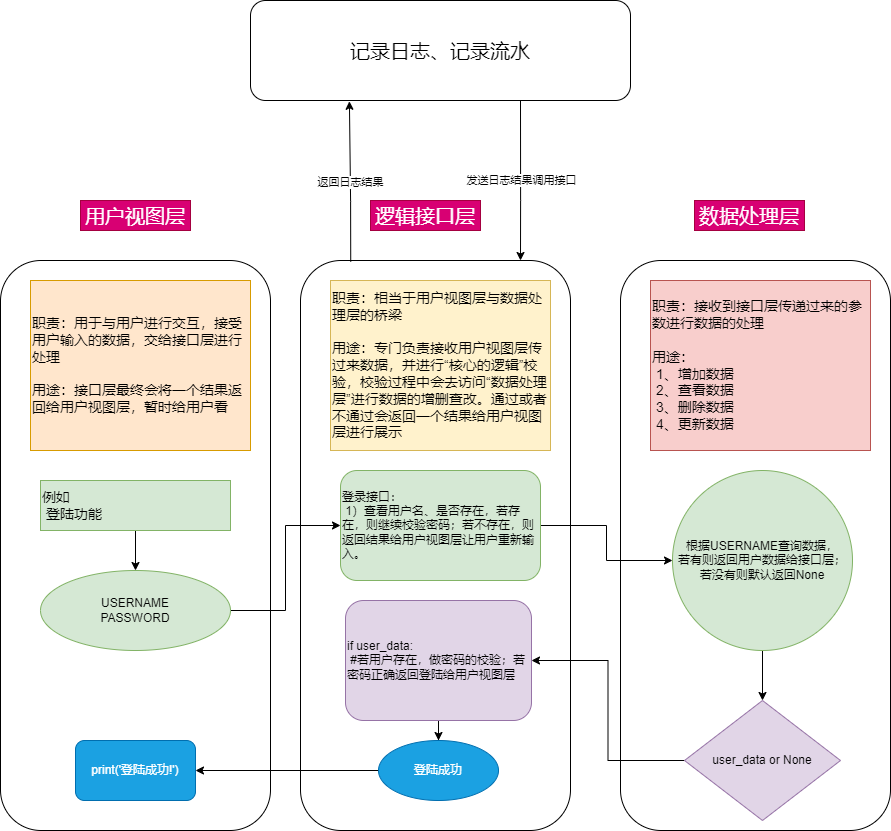 记录日志、记录流水
返回日志结果
发送日志结果调用接口
用户视图层
逻辑接口层
数据处理层
职责：用于与用户进行交互，接受
用户输入的数据，交给接口层进行
处理
用途：接口层最终会将一个结果返
回给用户视图层，暂时给用户看
职责：相当于用户视图层与数据处
理层的桥梁
用途：专门负责接收用户视图层传
过来数据，并进行“核心的逻辑”校
验，校验过程中会去访问“数据处理
层”进行数据的增删查改。通过或者
不通过会返回一个结果给用户视图
层进行展示
职责：接收到接口层传递过来的参
数进行数据的处理
用途：
1、增加数据
2、查看数据
3、删除数据
4、更新数据
例如
登陆功能
USERNAME
PASSWORD
登录接口：
1）查看用户名、是否存在，若存
在，则继续校验密码；若不存在，则
返回结果给用户视图层让用户重新输
入。
根据USERNAME查询数据，
若有则返回用户数据给接口层；
若没有则默认返回None
if user_data:
#若用户存在，做密码的校验；若
密码正确返回登陆给用户视图层
user_data or None
登陆成功
print('登陆成功!')